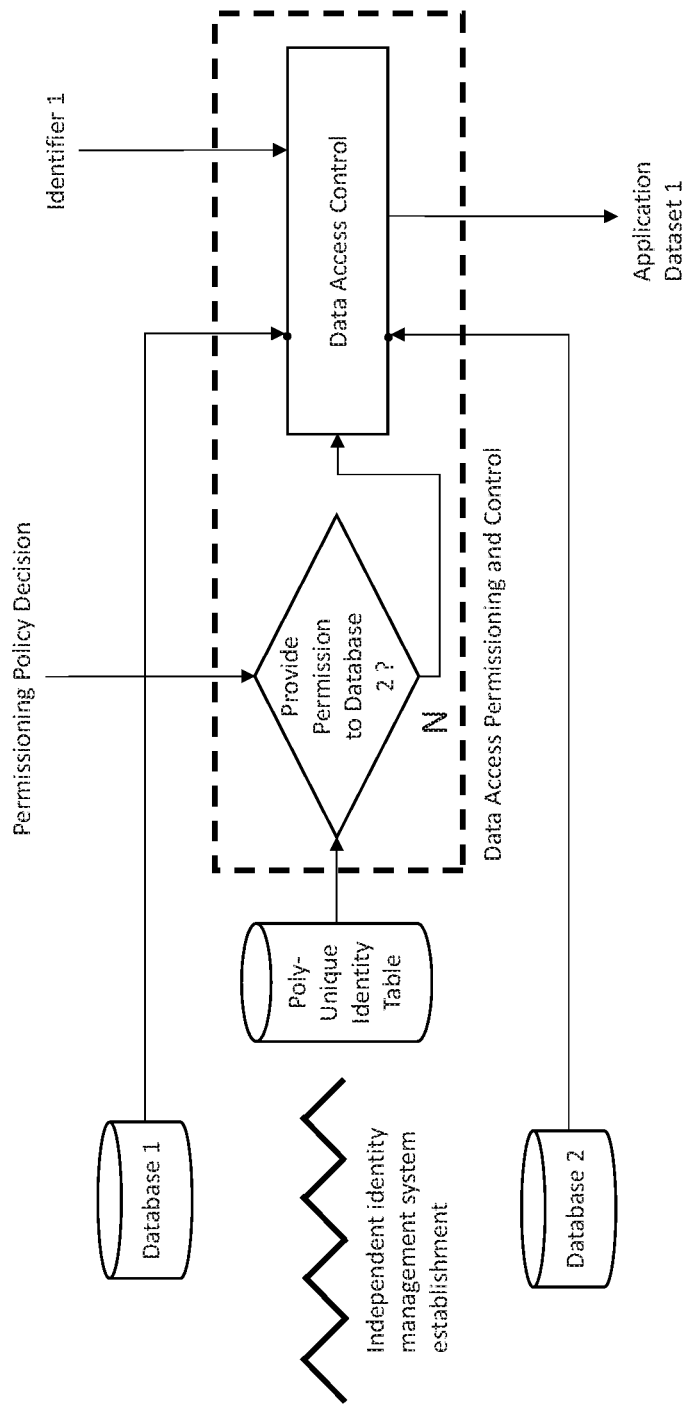 Permissioning Policy Decision
Identifier 1
Database 1
Poly-
Unique
Identity
Table
Provide
Permission
to Database
2 ?
N
Data Access Control
Independent identity
management system
establishment
Data Access Permissioning and Control
Database 2
Application
Dataset 1